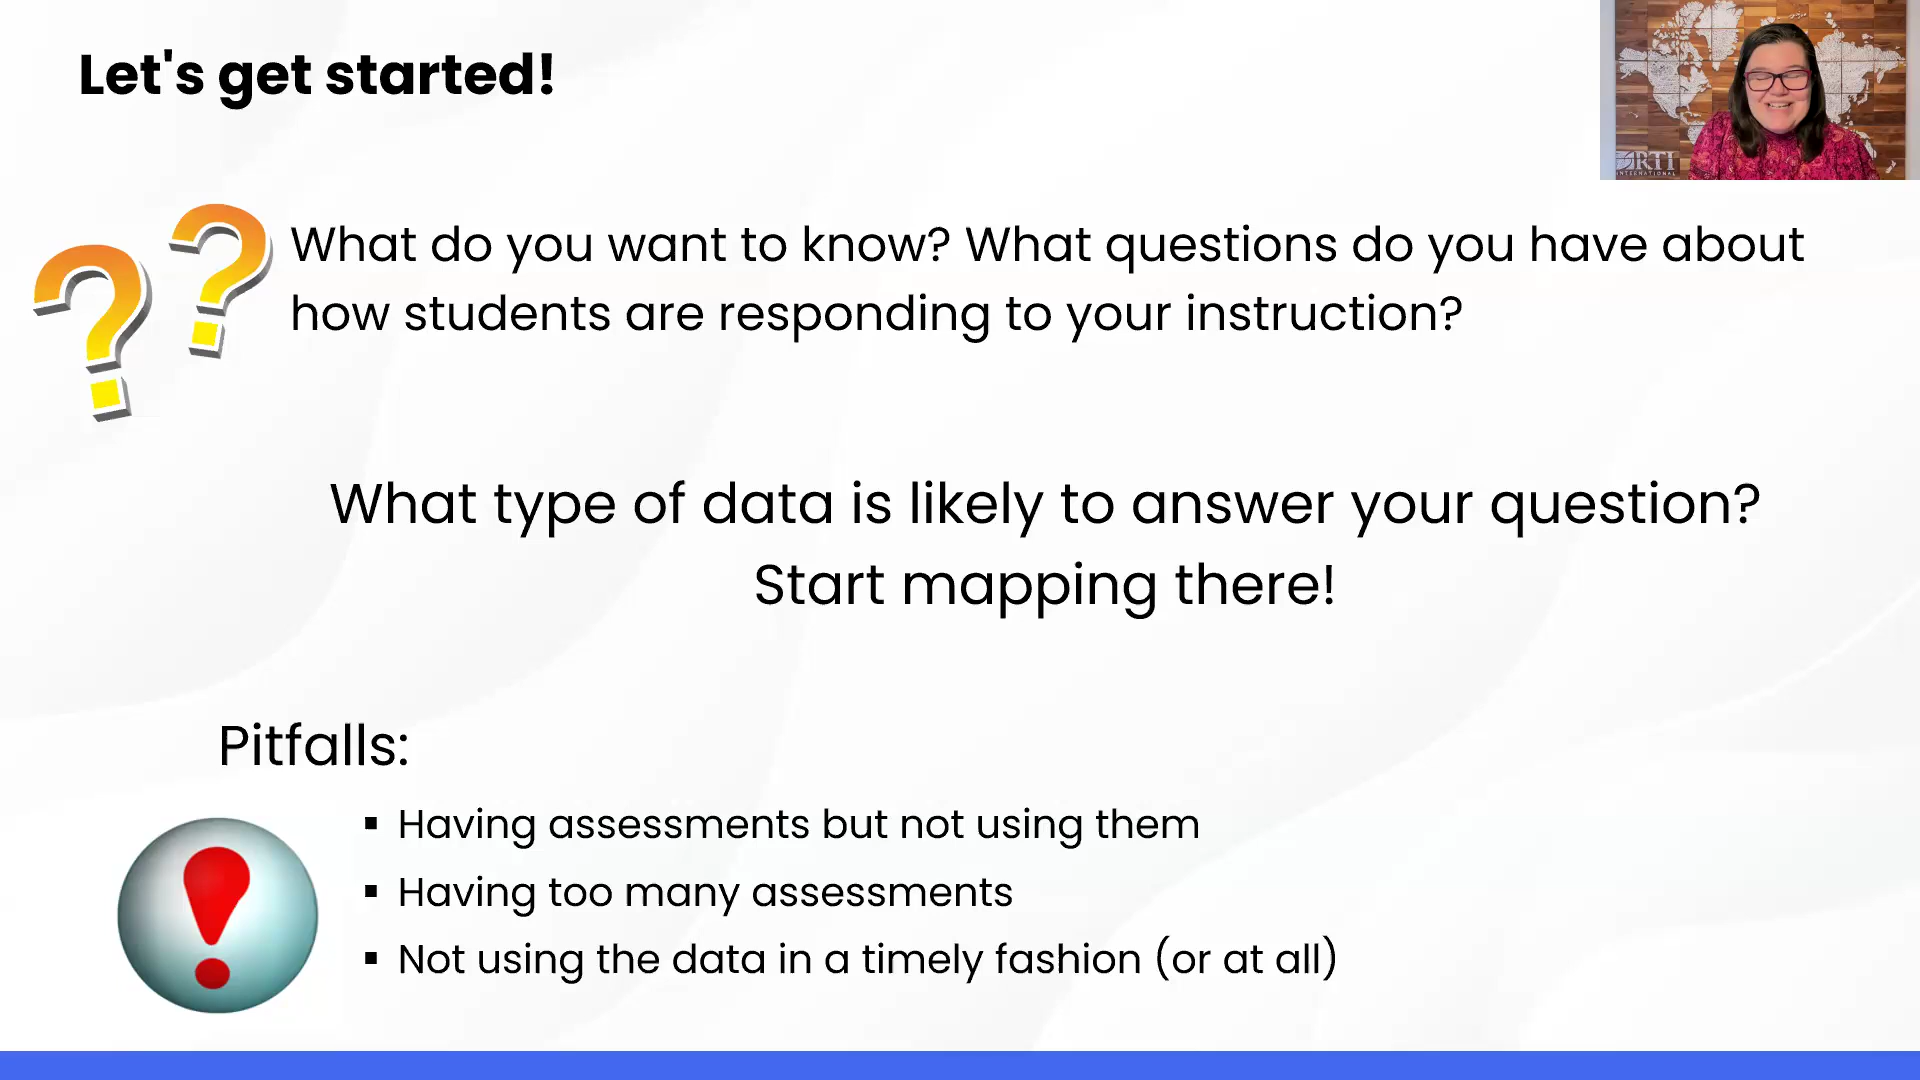 Let's get started!
RTI
INTERNATIONAL
What do you want to know? What questions do you have about
how students are responding to your instruction?
What type of data is likely to answer your question?
Start mapping there!
Pitfalls:
▪ Having assessments but not using them
▪ Having too many assessments
▪ Not using the data in a timely fashion (or at all)